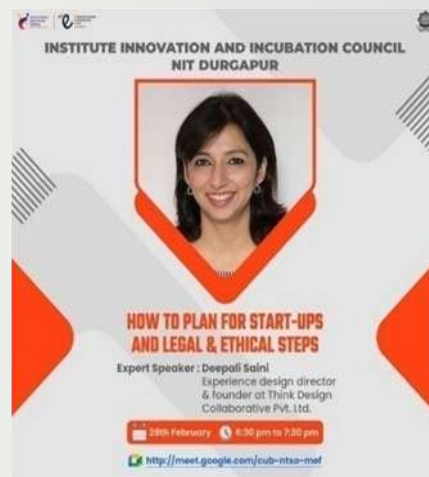 INSTITUTE INNOVATION AND INCUBATION COUNCIL
NIT DURGAPUR
HOW TO PLAN FOR START-UPS
AND LEGAL & ETHICAL STEPS
Expert Speaker : Deepali Saini
Experience design director
& founder at Think Design
Collaborative Pvt. Ltd.
28th February 6:30 pm to 7:30 pm
http://meet.google.com/cub-ntso-mef